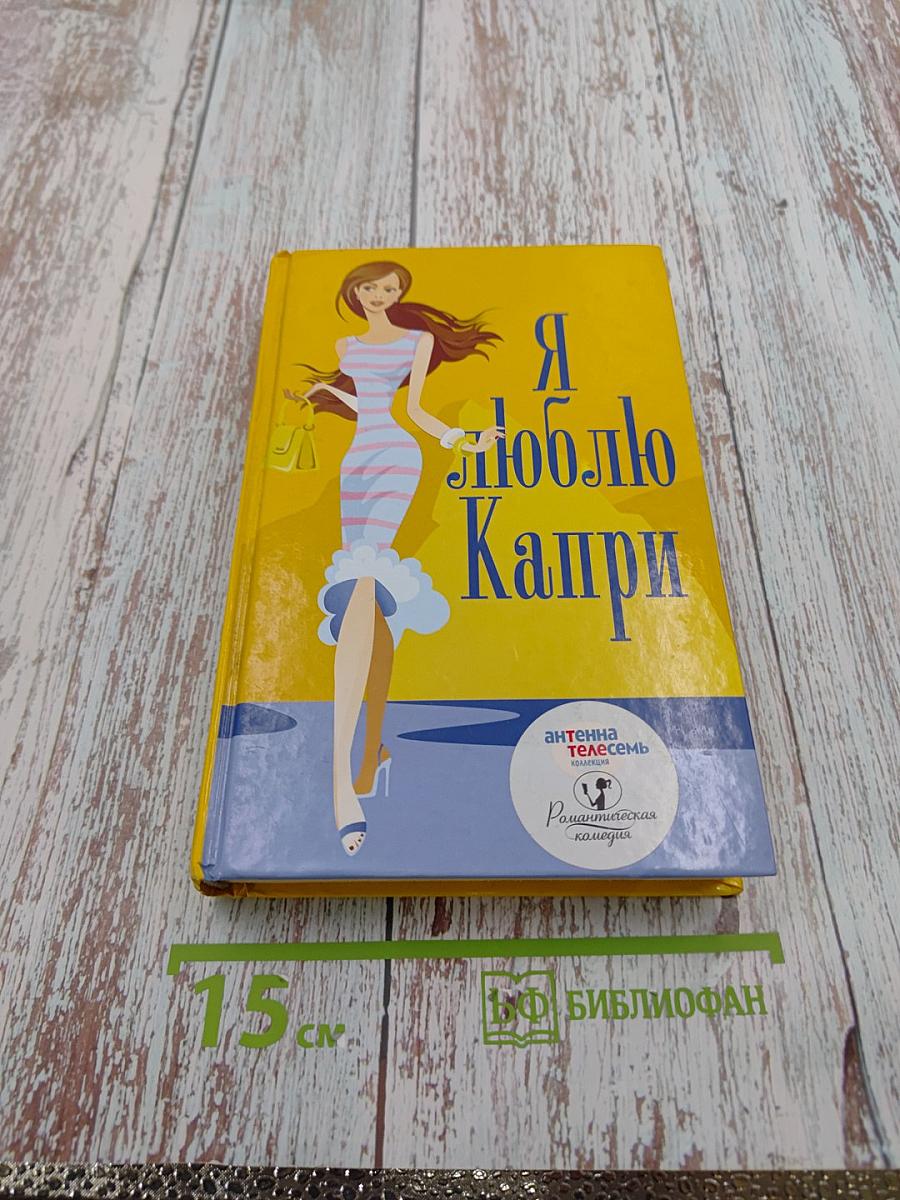 Я
люблю
Капри
антенна
телесемь
коллекция
Романтическая
комедия
15 см
БФ БИБЛИОФАН